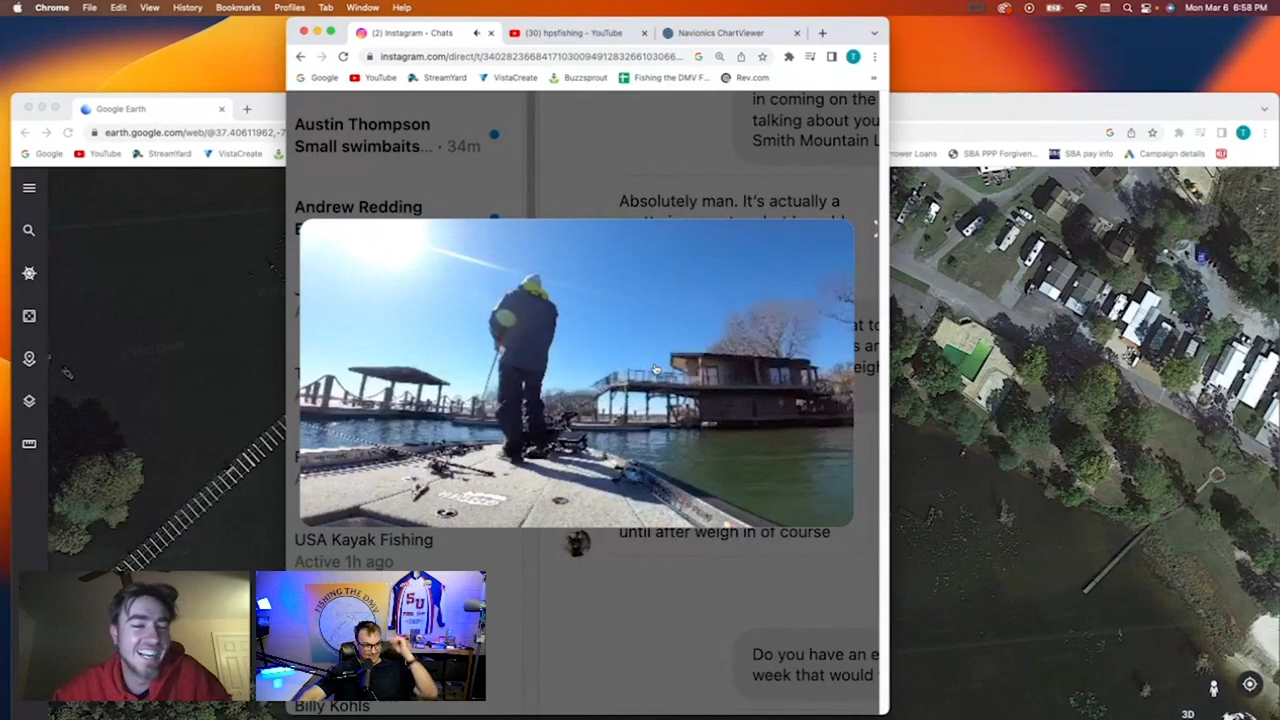 Chrome File Edit View History Bookmarks Profiles Tab Window Help
Mon Mar 6 6:58 PM
(2) Instagram • Chats
(30) hpsfishing - YouTube
Navionics ChartViewer
instagram.com/direct/t/3402823668417103009491283266103066...
Google YouTube StreamYard VistaCreate Buzzsprout Fishing the DMV F... Rev.com »
Google Earth
earth.google.com/web/@37.40611962,-7
Google YouTube StreamYard VistaCreate
rrower Loans SBA PPP Forgiven... SBA pay info Campaign details
Austin Thompson
Small swimbaits... · 34m
Andrew Redding
in coming on the
talking about you
Smith Mountain L
Absolutely man. It's actually a
until after weigh in of course
USA Kayak Fishing
Active 1h ago
Do you have an e
week that would
Billy Kohls
FISHING THE DMV
SU
3D